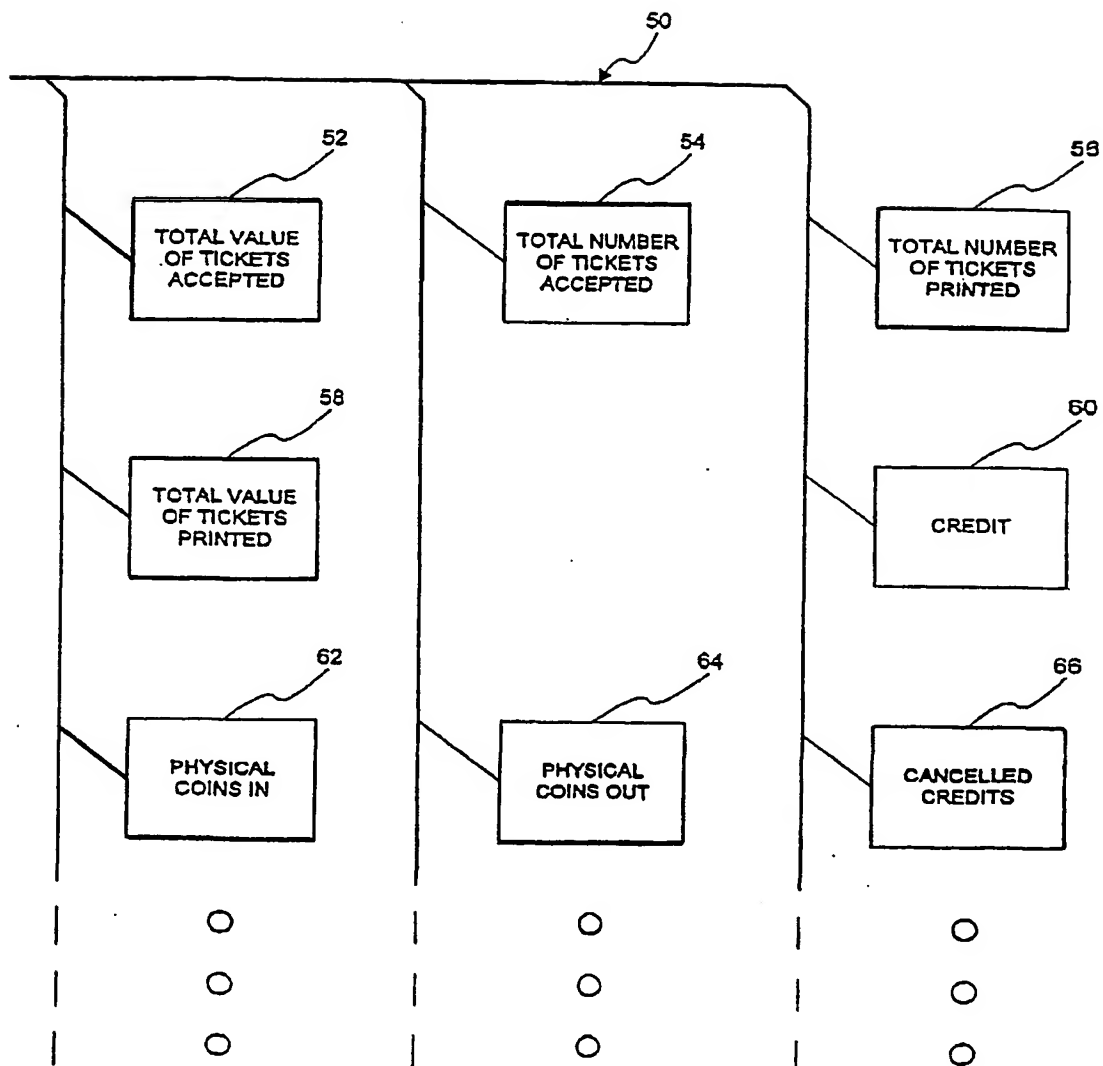 50
52
54
56
TOTAL VALUE
OF TICKETS
ACCEPTED
TOTAL NUMBER
OF TICKETS
ACCEPTED
TOTAL NUMBER
OF TICKETS
PRINTED
58
60
TOTAL VALUE
OF TICKETS
PRINTED
CREDIT
62
64
66
PHYSICAL
COINS IN
PHYSICAL
COINS OUT
CANCELLED
CREDITS